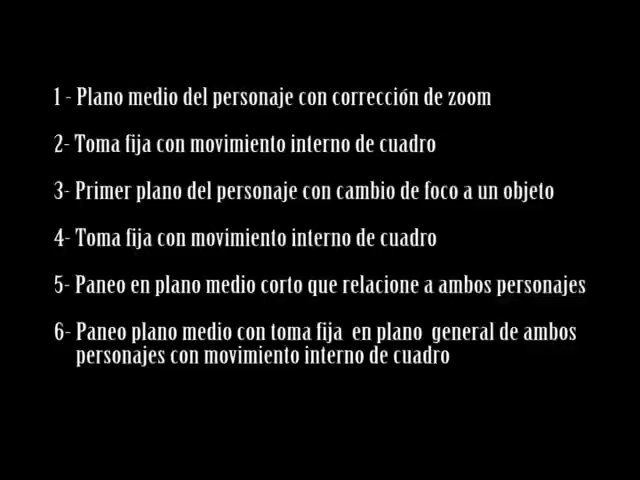 1 - Plano medio del personaje con corrección de zoom
2- Toma fija con movimiento interno de cuadro
3- Primer plano del personaje con cambio de foco a un objeto
4- Toma fija con movimiento interno de cuadro
5- Paneo en plano medio corto que relacione a ambos personajes
6- Paneo plano medio con toma fija en plano general de ambos
personajes con movimiento interno de cuadro